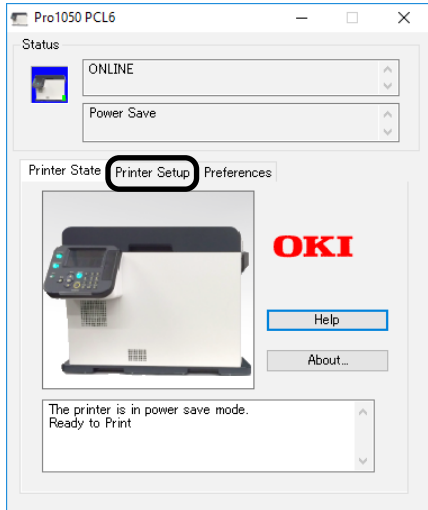 Pro1050 PCL6
Status
ONLINE
Power Save
Printer State Printer Setup Preferences
OKI
Help
About...
The printer is in power save mode.
Ready to Print